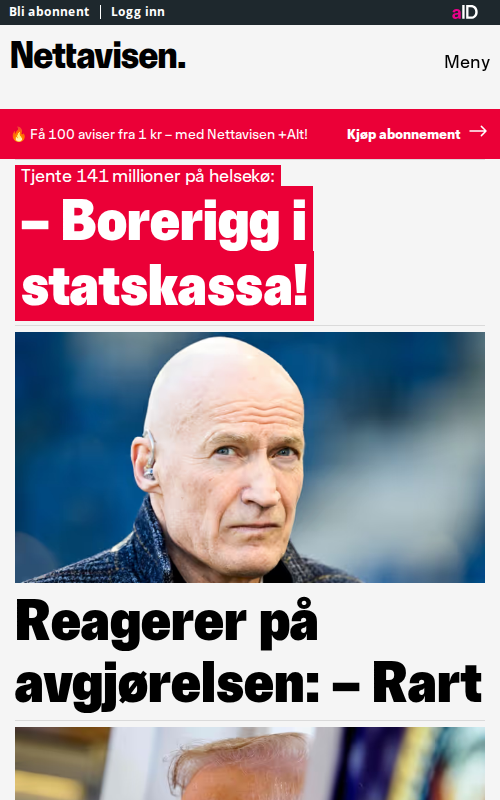 Bli abonnent | Logg inn
aID
Nettavisen.
Meny
🔥 Få 100 aviser fra 1 kr – med Nettavisen +Alt!
Kjøp abonnement →
Tjente 141 millioner på helsekø:
– Borerigg i
statskassa!
Reagerer på
avgjørelsen: – Rart